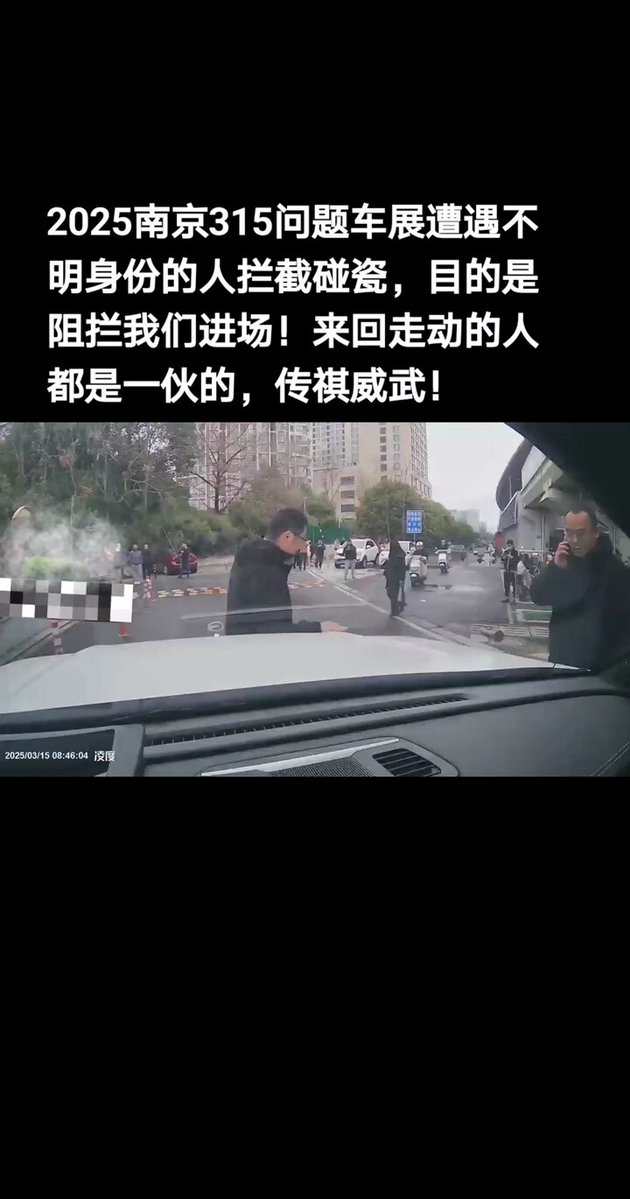 2025南京315问题车展遭遇不
明身份的人拦截碰瓷，目的是
阻拦我们进场！来回走动的人
都是一伙的，传祺威武！
2025/03/15 08:46:04 凌度